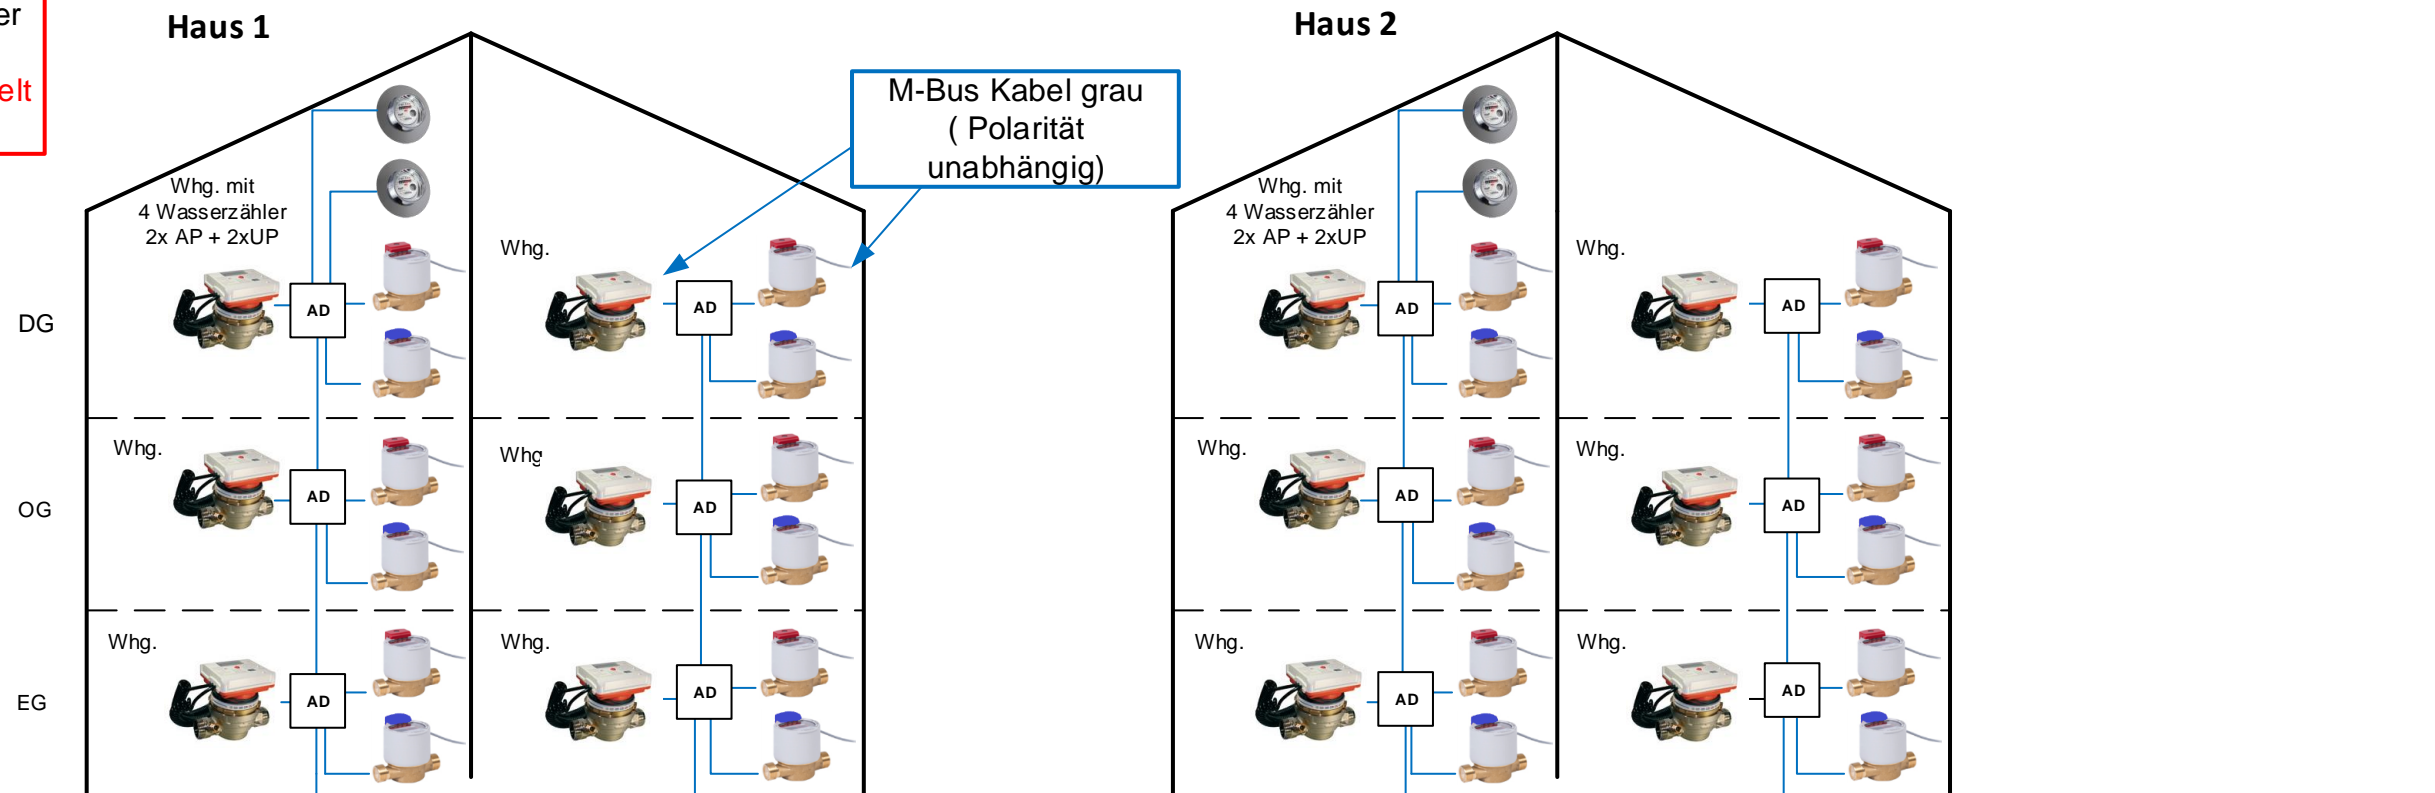 er
elt
Haus 1
Haus 2
M-Bus Kabel grau
( Polarität
unabhängig)
Whg. mit
4 Wasserzähler
2x AP + 2xUP
Whg.
Whg. mit
4 Wasserzähler
2x AP + 2xUP
Whg.
DG
AD
AD
AD
AD
Whg.
Whg
Whg.
Whg.
OG
AD
AD
AD
AD
Whg.
Whg.
Whg.
Whg.
EG
AD
AD
AD
AD